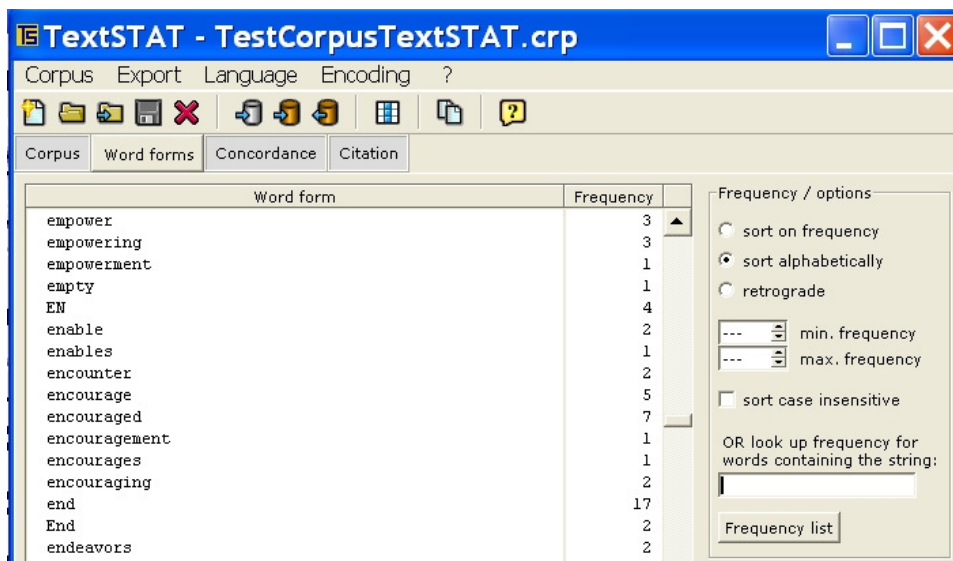 TextSTAT - TestCorpusTextSTAT.crp
Corpus Export Language Encoding ?
Corpus Word forms Concordance Citation
Word form Frequency
empower 3
empowering 3
empowerment 1
empty 1
EN 4
enable 2
enables 1
encounter 2
encourage 5
encouraged 7
encouragement 1
encourages 1
encouraging 2
end 17
End 2
endeavors 2
Frequency / options
sort on frequency
sort alphabetically
retrograde
--- min. frequency
--- max. frequency
sort case insensitive
OR look up frequency for
words containing the string:
Frequency list